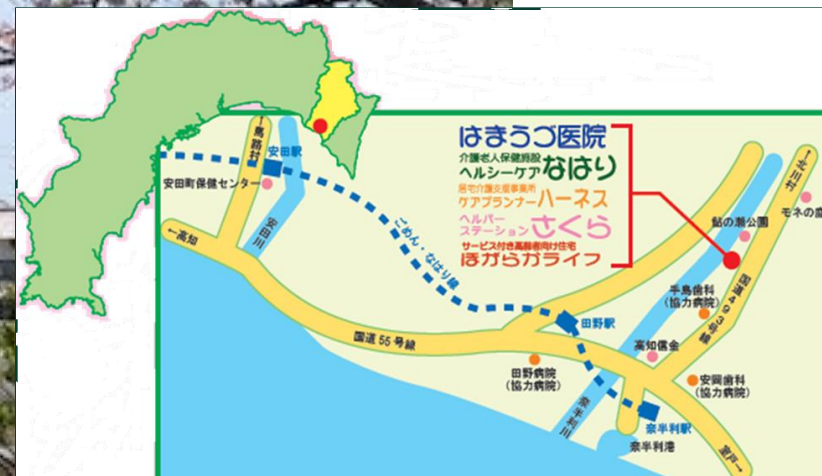 はまうづ医院
介護老人保健施設
ヘルシーケアなはり
居宅介護支援事業所
ケアプランナーハーネス
ヘルパー
ステーションさくら
サービス付き高齢者向け住宅
ほがらかライフ
↑馬路村
安田駅
安田町保健センター
安田川
←高知
ごめん・なはり線
国道55号線
田野駅
田野病院
(協力病院)
↑北川村
モネの庭
鮎の瀬公園
国道493号線
手島歯科
(協力病院)
高知信金
安岡歯科
(協力病院)
奈半利川
奈半利駅
奈半利港
室戸→